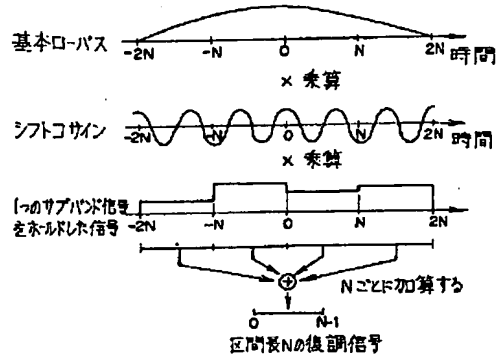 基本ローパス
-2N -N 0 N 2N 時間
× 乗算
シフトコサイン
-2N -N 0 N 2N 時間
× 乗算
1つのサブバンド信号
をホールドした信号
-2N -N 0 N 2N
Nごとに加算する
0 N-1
区間長Nの復調信号